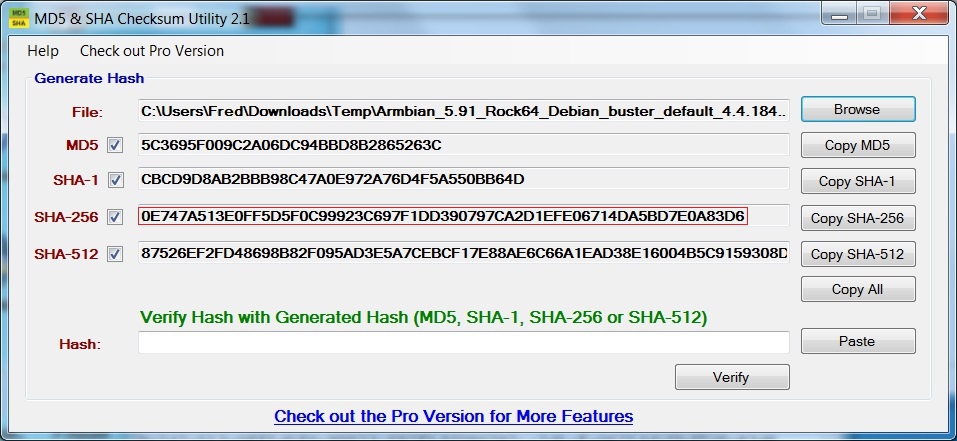 MD5 SHA MD5 & SHA Checksum Utility 2.1
Help Check out Pro Version
Generate Hash
File: C:\Users\Fred\Downloads\Temp\Armbian_5.91_Rock64_Debian_buster_default_4.4.184.. Browse
MD5 5C3695F009C2A06DC94BBD8B2865263C Copy MD5
SHA-1 CBCD9D8AB2BBB98C47A0E972A76D4F5A550BB64D Copy SHA-1
SHA-256 0E747A513E0FF5D5F0C99923C697F1DD390797CA2D1EFE06714DA5BD7E0A83D6 Copy SHA-256
SHA-512 87526EF2FD48698B82F095AD3E5A7CEBCF17E88AE6C66A1EAD38E16004B5C9159308D Copy SHA-512
Copy All
Verify Hash with Generated Hash (MD5, SHA-1, SHA-256 or SHA-512)
Hash: Paste
Verify
Check out the Pro Version for More Features